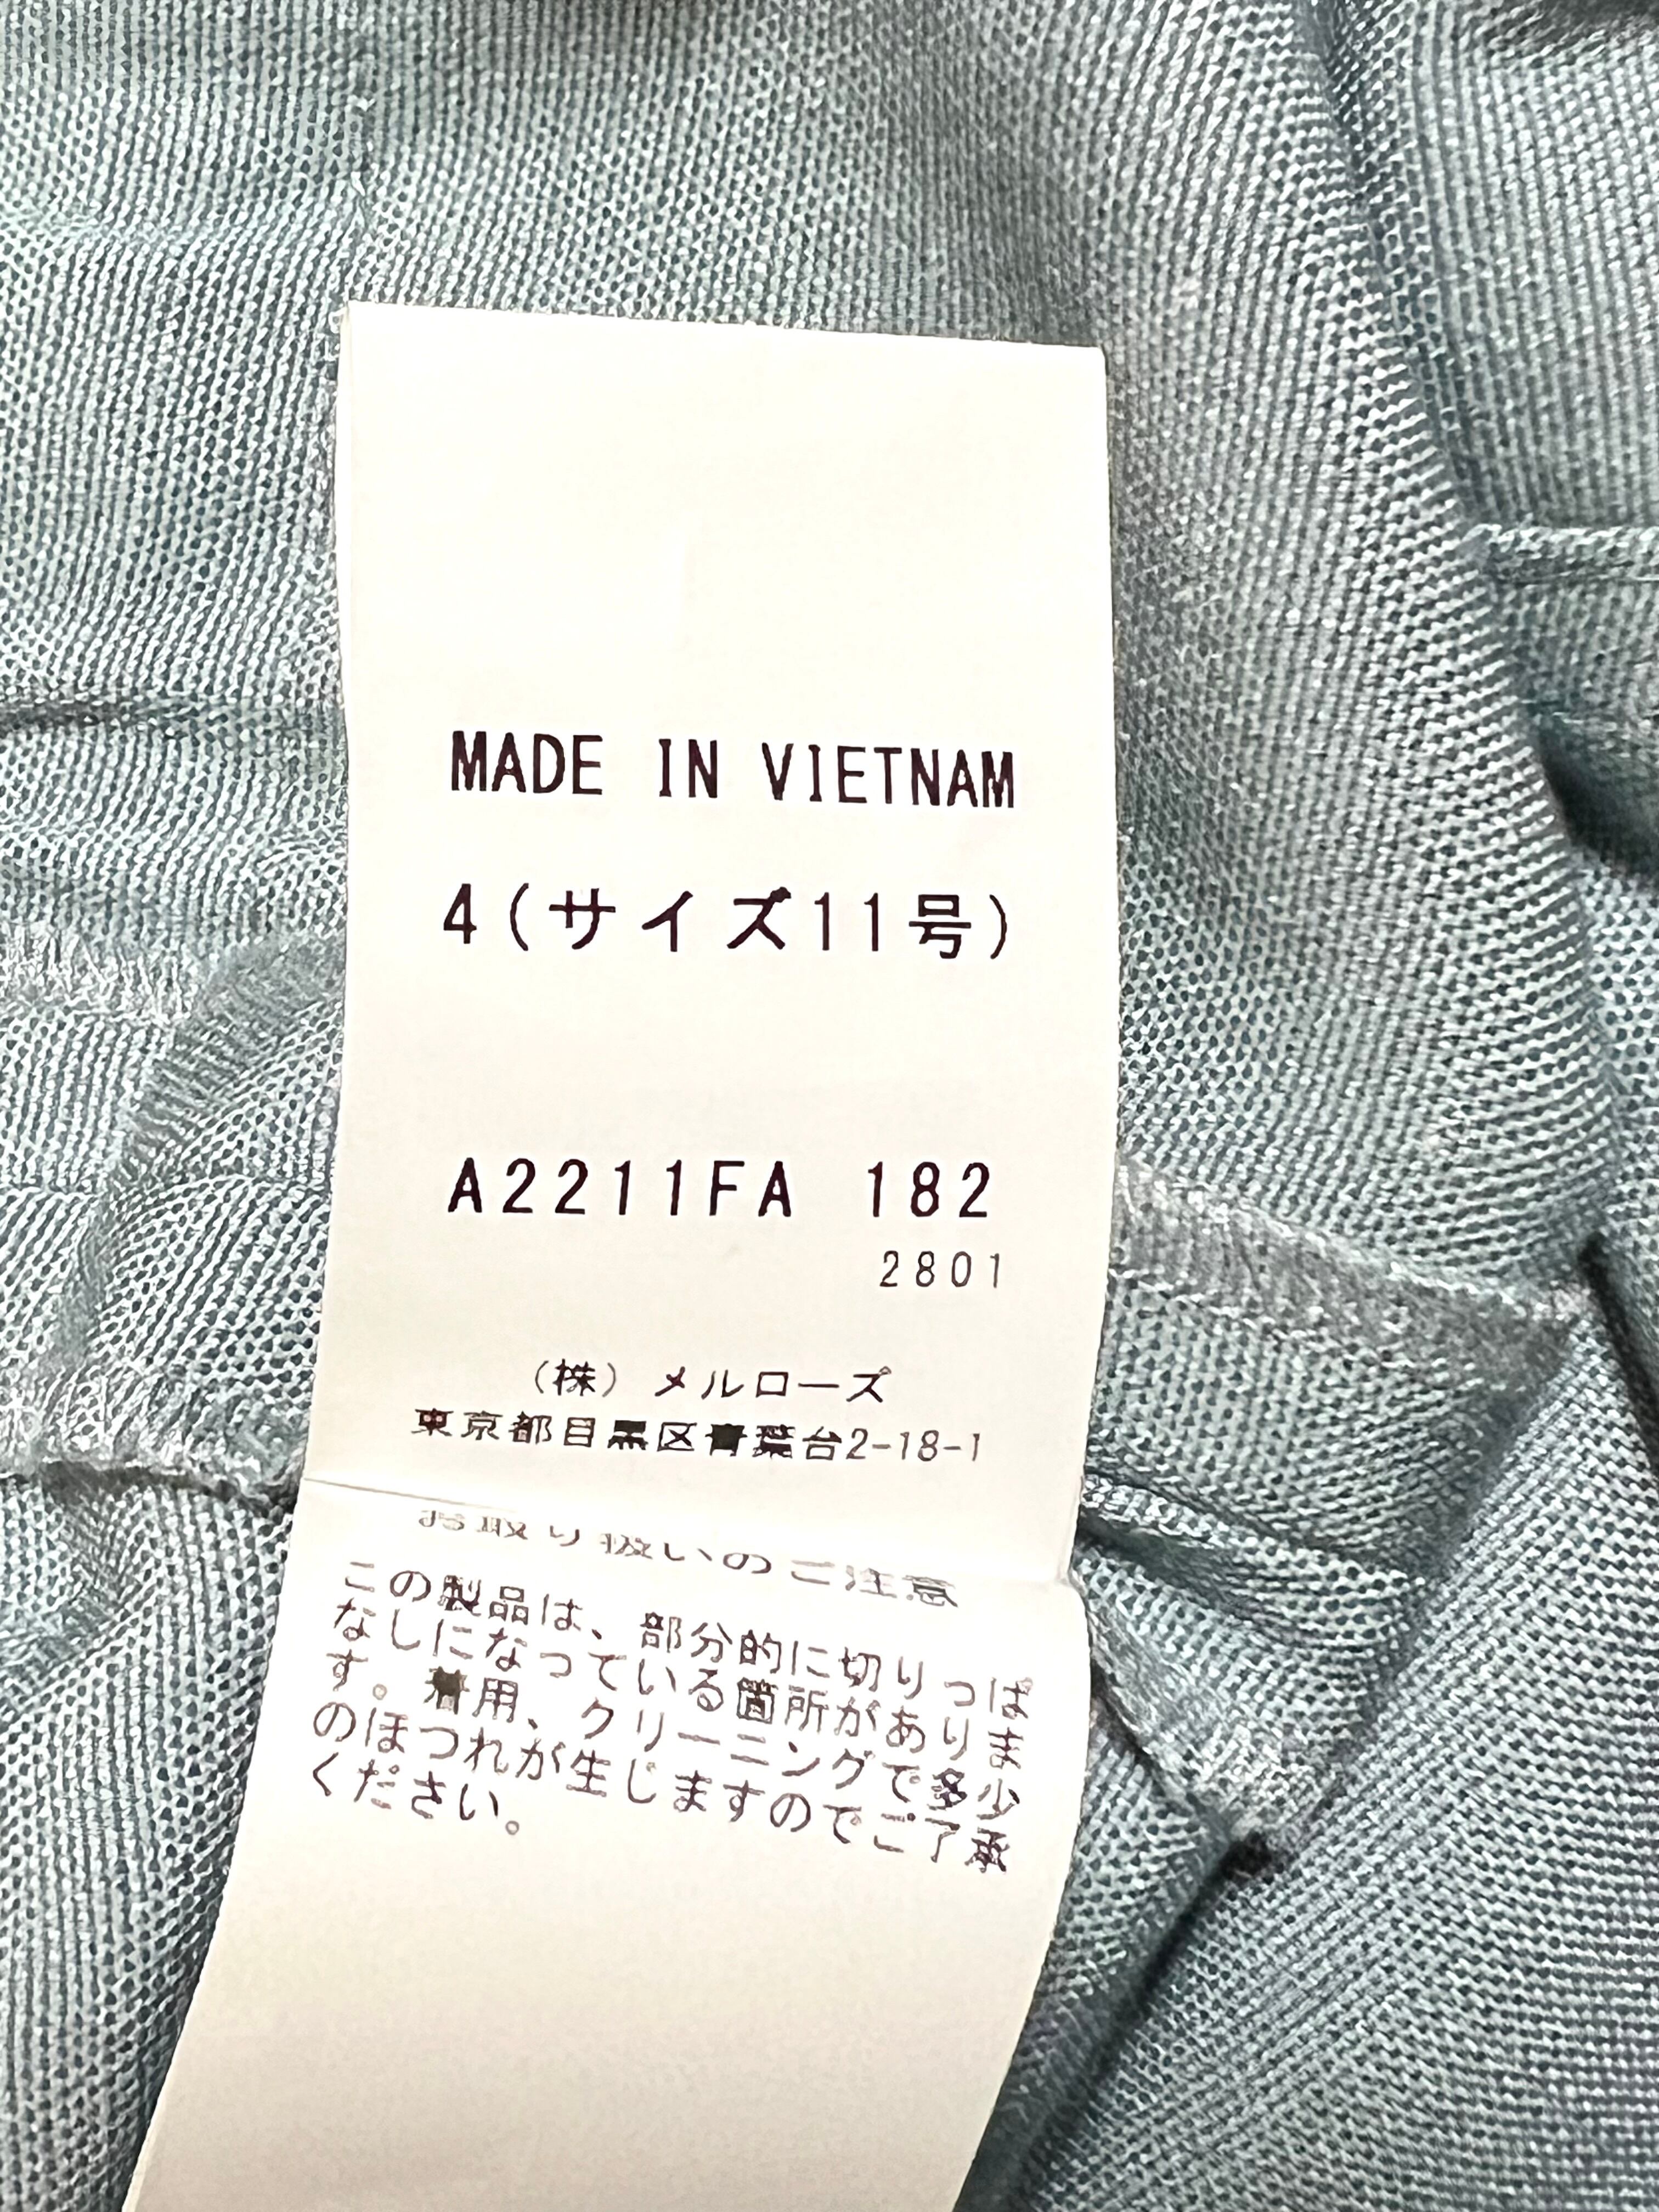 MADE IN VIETNAM
4(サイズ11号)
A2211FA 182
2801
(株) メルローズ
東京都目黒区青葉台2-18-1
お取り扱いのご注意
この製品は、部分的に切りっぱ
なしになっている箇所がありま
す。着用、クリーニングで多少
のほつれが生じますのでご了承
ください。